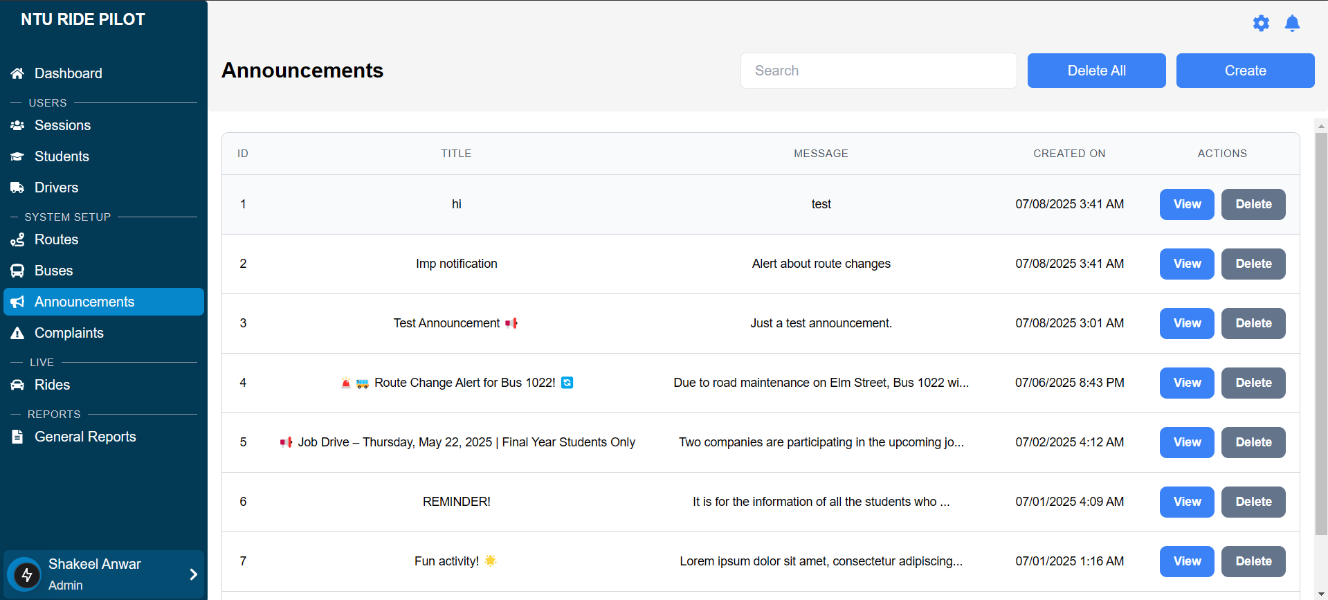 NTU RIDE PILOT
Dashboard
USERS
Sessions
Students
Drivers
SYSTEM SETUP
Routes
Buses
Announcements
Complaints
LIVE
Rides
REPORTS
General Reports
Shakeel Anwar
Admin
Announcements
Search
Delete All
Create
ID TITLE MESSAGE CREATED ON ACTIONS
1 hi test 07/08/2025 3:41 AM View Delete
2 Imp notification Alert about route changes 07/08/2025 3:41 AM View Delete
3 Test Announcement 📢 Just a test announcement. 07/08/2025 3:01 AM View Delete
4 🚨 🚌 Route Change Alert for Bus 1022! 🔄 Due to road maintenance on Elm Street, Bus 1022 wi... 07/06/2025 8:43 PM View Delete
5 📢 Job Drive – Thursday, May 22, 2025 | Final Year Students Only Two companies are participating in the upcoming jo... 07/02/2025 4:12 AM View Delete
6 REMINDER! It is for the information of all the students who ... 07/01/2025 4:09 AM View Delete
7 Fun activity! 🌟 Lorem ipsum dolor sit amet, consectetur adipiscing... 07/01/2025 1:16 AM View Delete